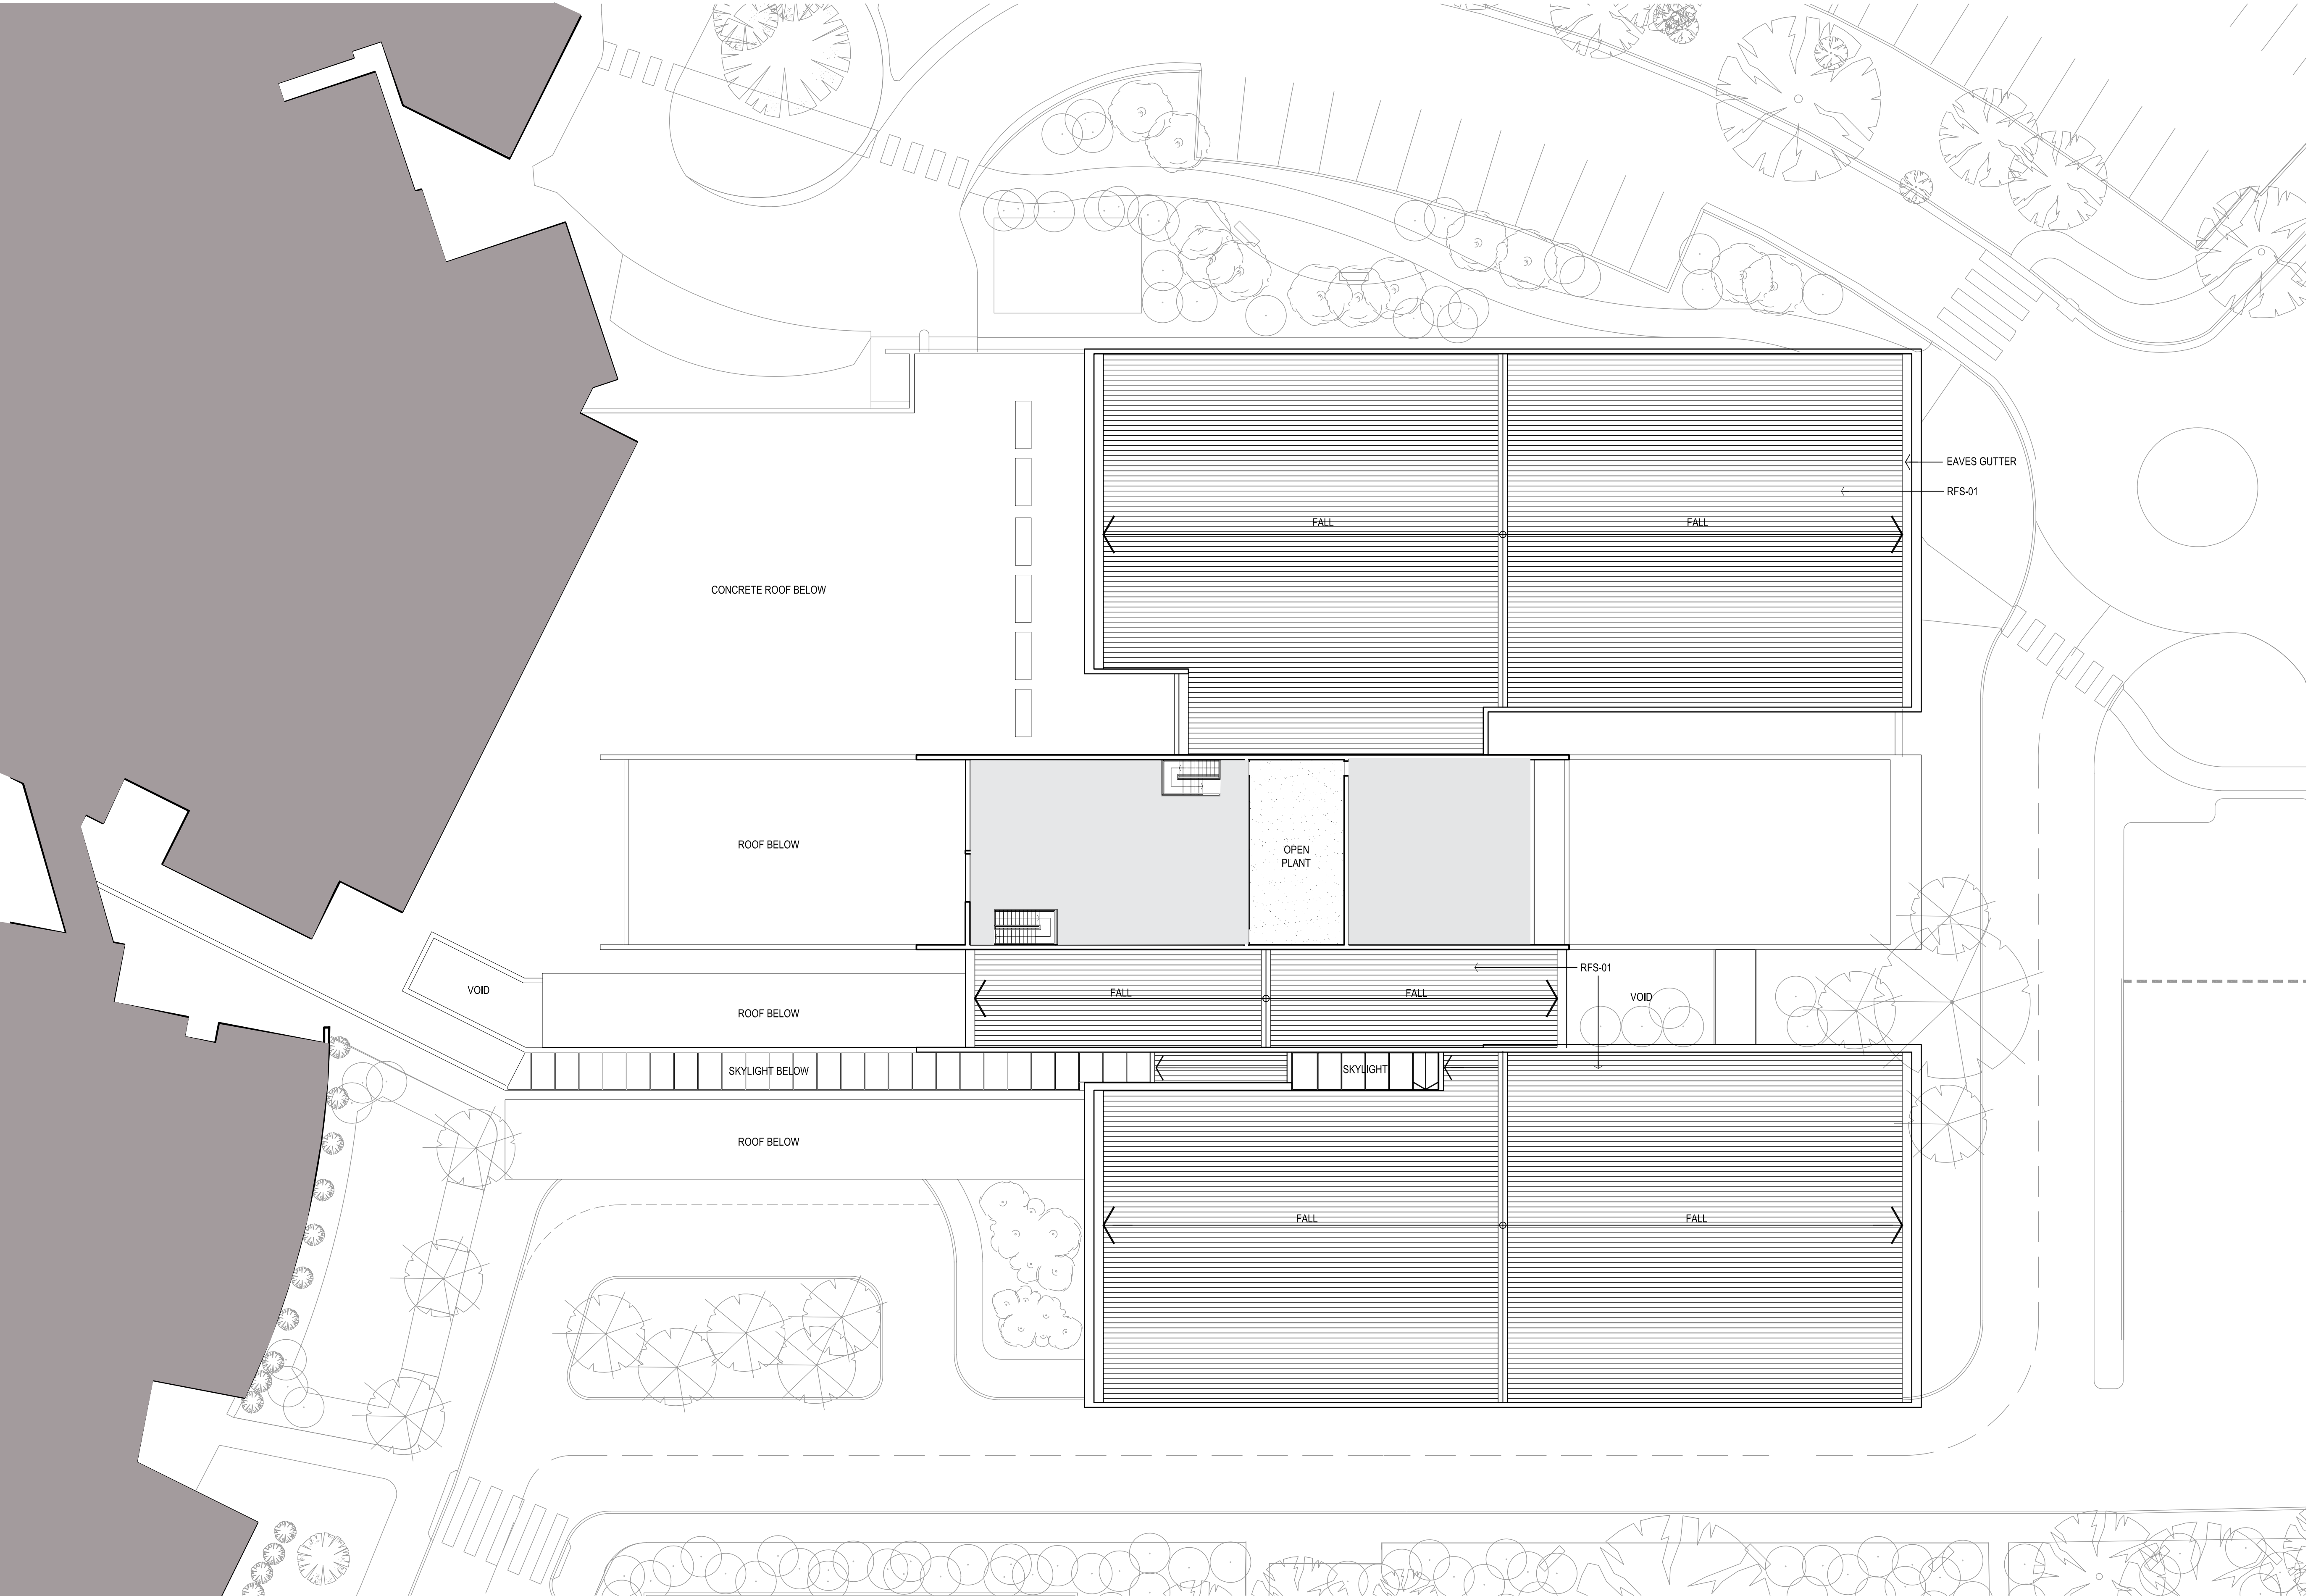 EAVES GUTTER
RFS-01
FALL
FALL
CONCRETE ROOF BELOW
ROOF BELOW
OPEN
PLANT
RFS-01
VOID
FALL
FALL
VOID
ROOF BELOW
SKYLIGHT BELOW
SKYLIGHT
ROOF BELOW
FALL
FALL